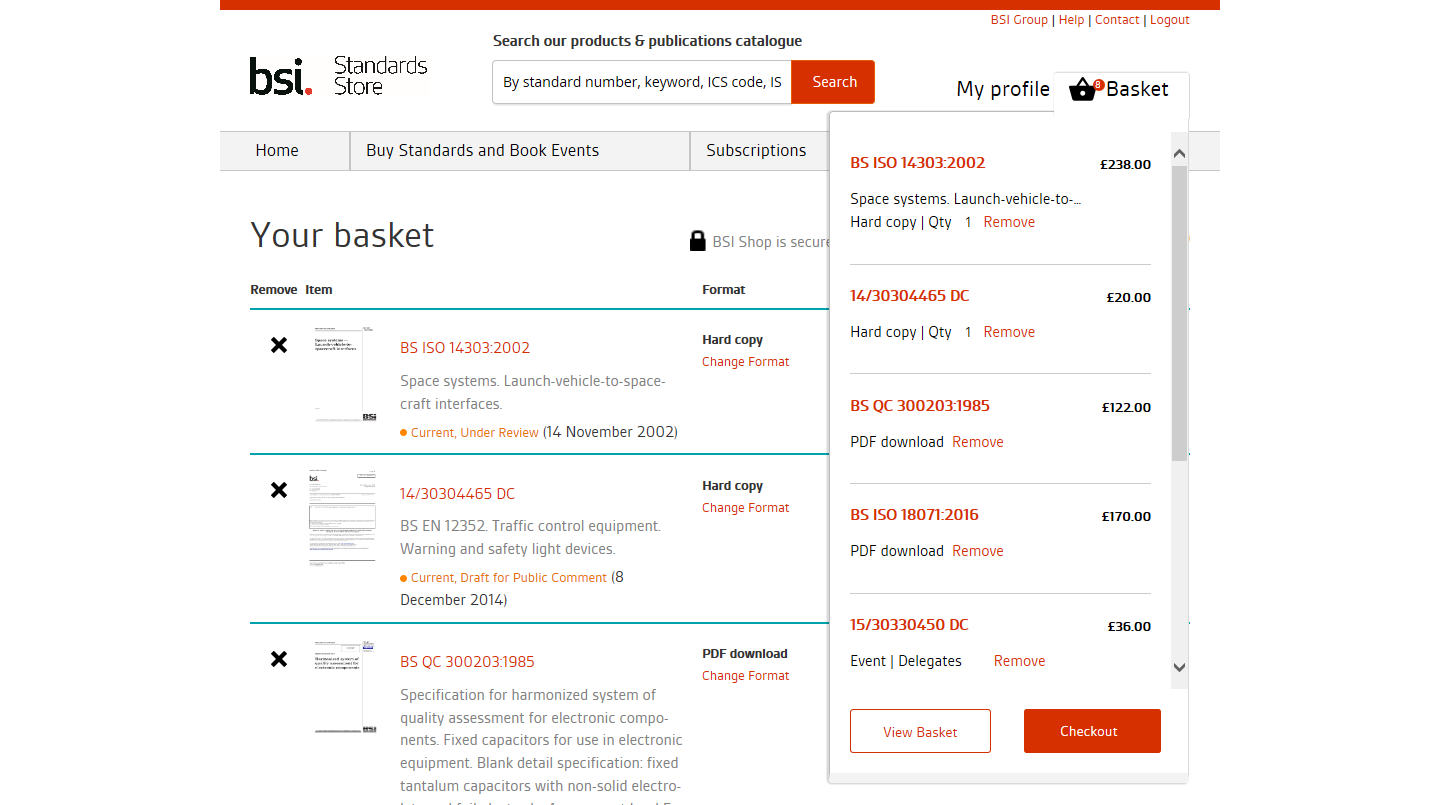 BSI Group | Help | Contact | Logout
Search our products & publications catalogue
bsi. Standards Store
By standard number, keyword, ICS code, IS
Search
My profile
8
Basket
Home
Buy Standards and Book Events
Subscriptions
Your basket
BSI Shop is secure
Remove Item Format
BS ISO 14303:2002
Space systems. Launch-vehicle-to-space-
craft interfaces.
Current, Under Review (14 November 2002)
Hard copy
Change Format
14/30304465 DC
BS EN 12352. Traffic control equipment.
Warning and safety light devices.
Current, Draft for Public Comment (8
December 2014)
Hard copy
Change Format
BS QC 300203:1985
Specification for harmonized system of
quality assessment for electronic compo-
nents. Fixed capacitors for use in electronic
equipment. Blank detail specification: fixed
tantalum capacitors with non-solid electro-
PDF download
Change Format
BS ISO 14303:2002 £238.00
Space systems. Launch-vehicle-to-...
Hard copy | Qty 1 Remove
14/30304465 DC £20.00
Hard copy | Qty 1 Remove
BS QC 300203:1985 £122.00
PDF download Remove
BS ISO 18071:2016 £170.00
PDF download Remove
15/30330450 DC £36.00
Event | Delegates Remove
View Basket
Checkout